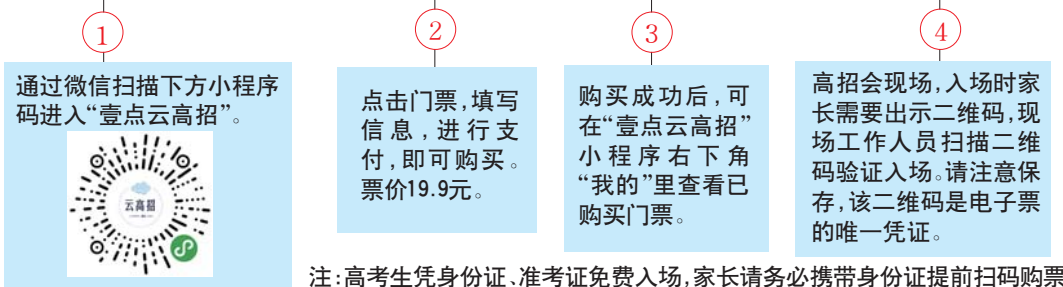 1
通过微信扫描下方小程序
码进入“壹点云高招”。
云高招
2
点击门票,填写
信息,进行支
付,即可购买。
票价19.9元。
3
购买成功后,可
在“壹点云高招”
小程序右下角
“我的”里查看已
购买门票。
4
高招会现场,入场时家
长需要出示二维码,现
场工作人员扫描二维
码验证入场。请注意保
存,该二维码是电子票
的唯一凭证。
注:高考生凭身份证、准考证免费入场,家长请务必携带身份证提前扫码购票